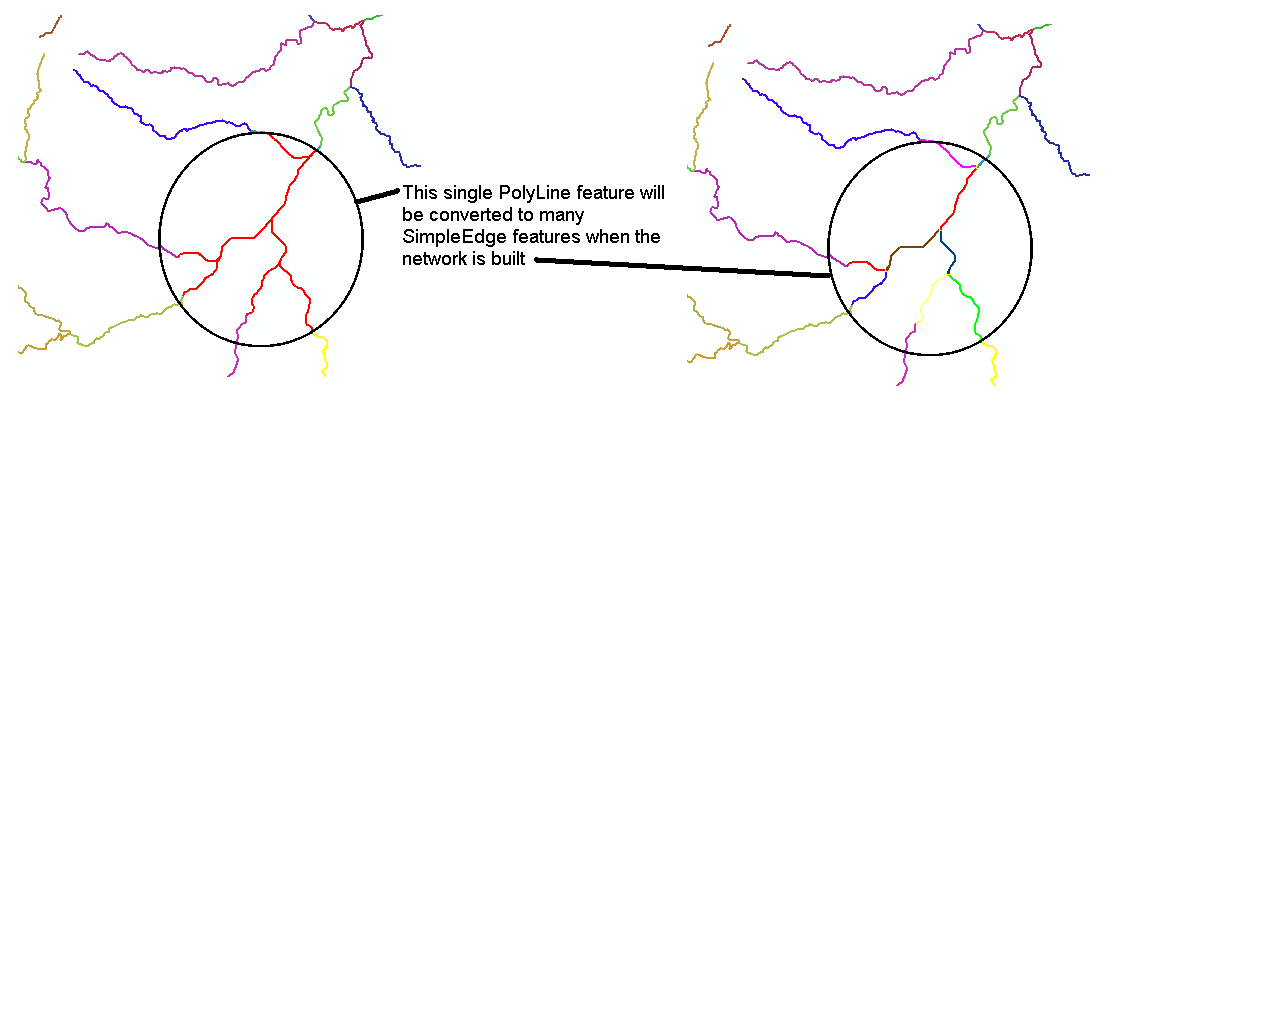 This single PolyLine feature will
be converted to many
SimpleEdge features when the
network is built